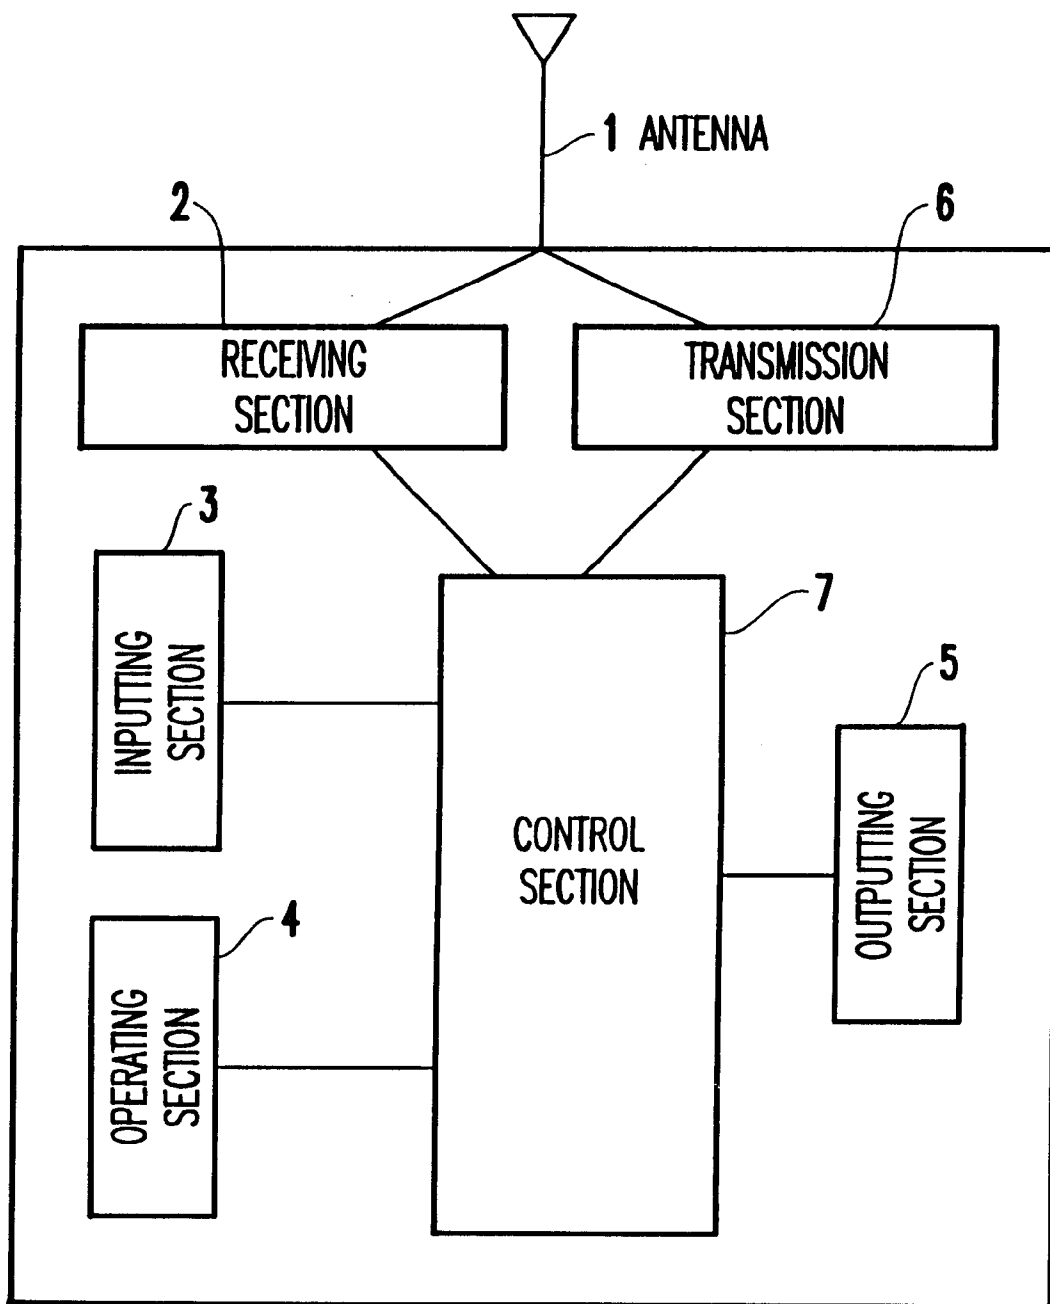 1 ANTENNA
2
6
RECEIVING
SECTION
TRANSMISSION
SECTION
3
7
INPUTTING
SECTION
5
CONTROL
SECTION
OUTPUTTING
SECTION
4
OPERATING
SECTION